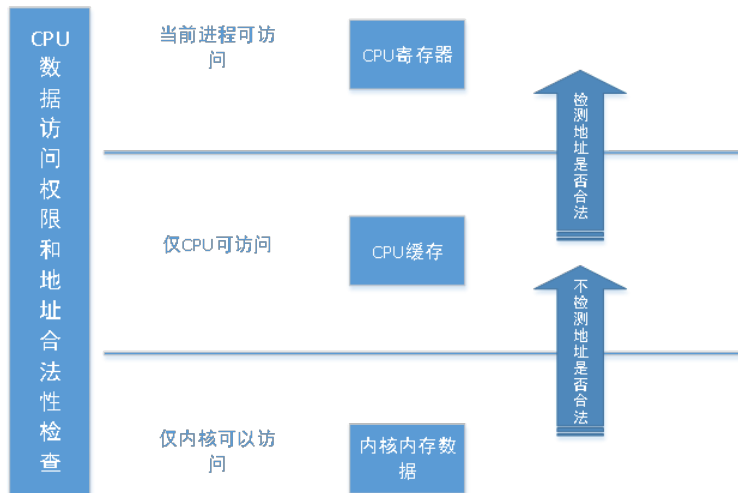 CPU
数
据
访
问
权
限
和
地
址
合
法
性
检
查
当前进程可访
问
CPU寄存器
检测地址是否合法
仅CPU可访问
CPU缓存
不检测地址是否合法
仅内核可以访
问
内核内存数
据